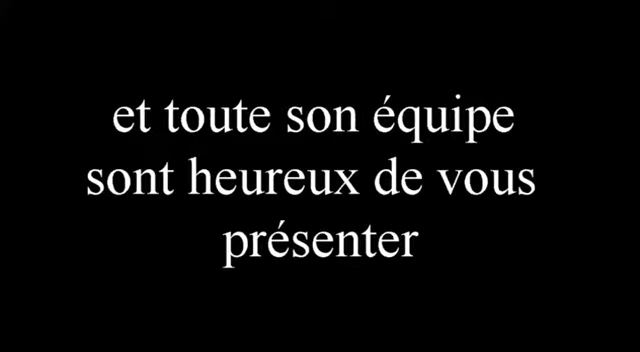 et toute son équipe
sont heureux de vous
présenter